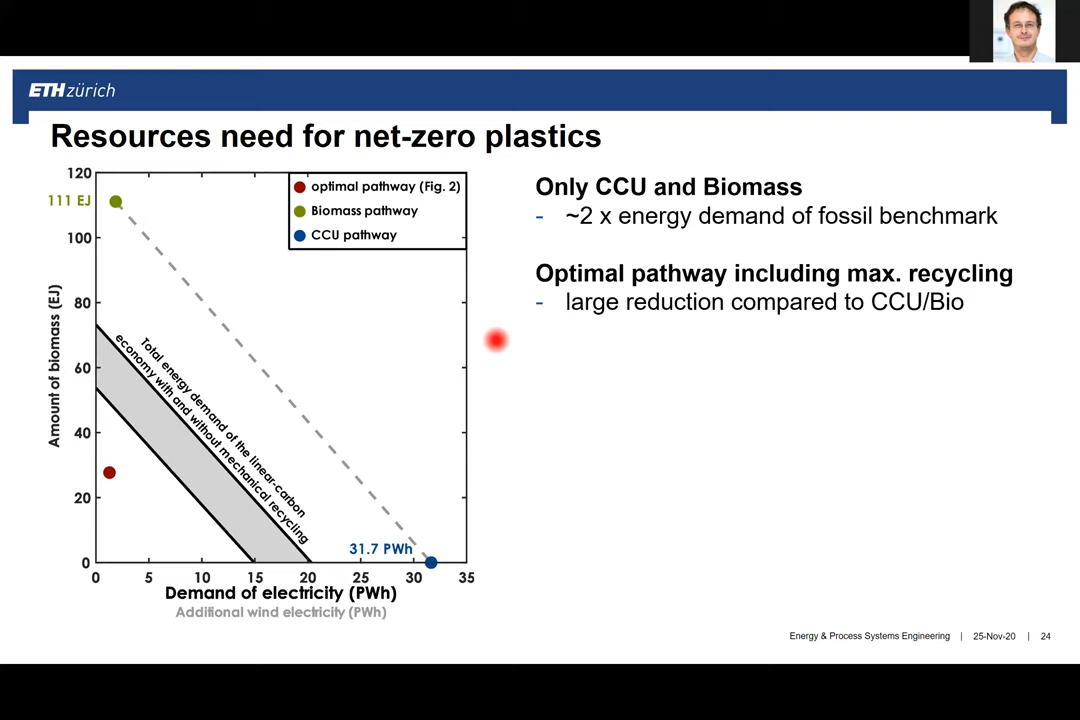 ETH zürich
Resources need for net-zero plastics
120
111 EJ
100
80
60
40
20
0
Amount of biomass (EJ)
optimal pathway (Fig. 2)
Biomass pathway
CCU pathway
Total energy demand of the linear-carbon
economy with and without mechanical recycling
31.7 PWh
0 5 10 15 20 25 30 35
Demand of electricity (PWh)
Additional wind electricity (PWh)
Only CCU and Biomass
- ~2 x energy demand of fossil benchmark
Optimal pathway including max. recycling
- large reduction compared to CCU/Bio
Energy & Process Systems Engineering | 25-Nov-20 | 24